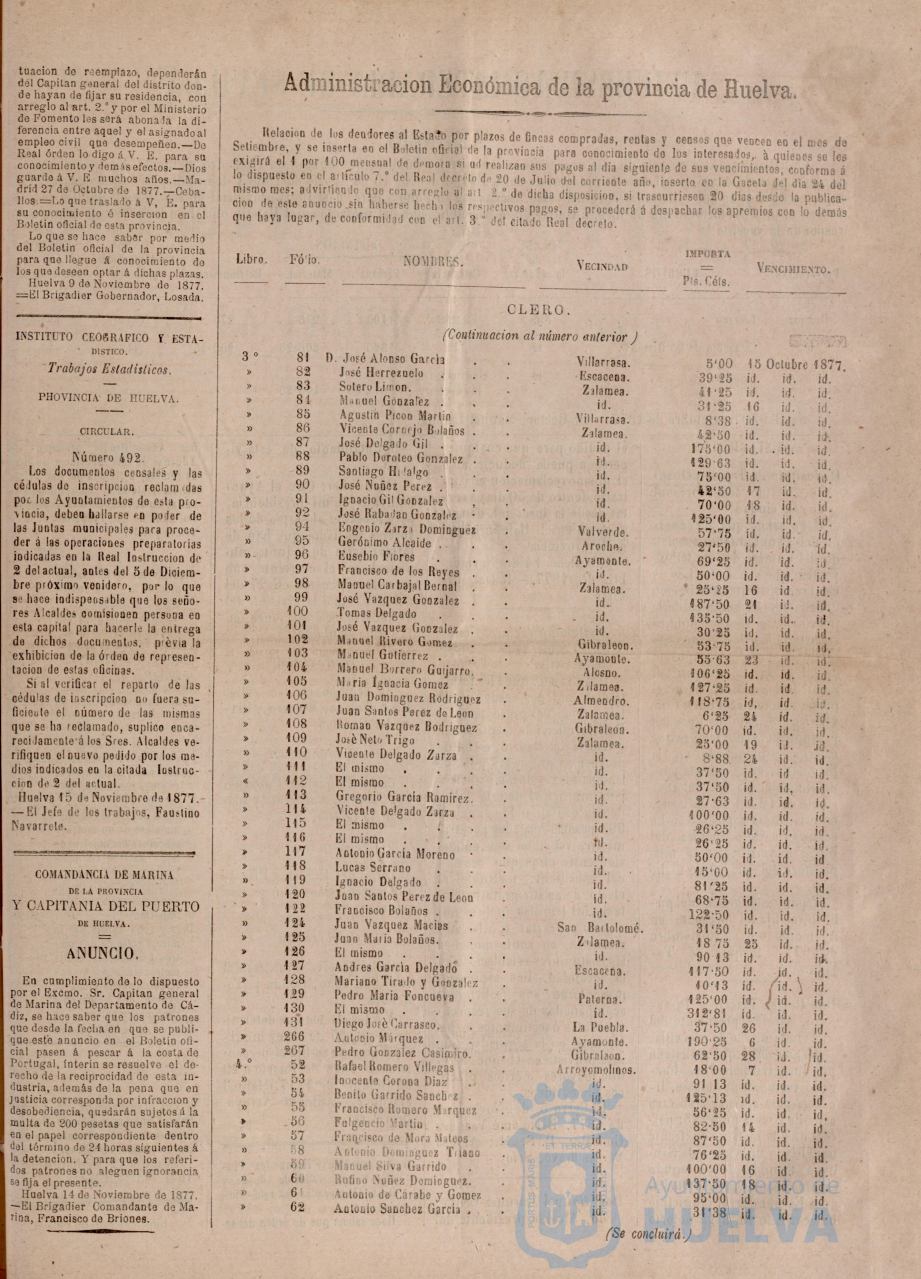 tuacion de reemplazo, dependerán
del Capitan general del distrito don-
de hayan de fijar su residencia, con
arreglo al art. 2.° y por el Ministerio
de Fomento les será abonada la di-
ferencia entre aquel y el asignado al
empleo civil que desempeñen.—De
Real órden lo digo á V. E. para su
conocimiento y demás efectos.—Dios
guarde á V. E muchos años. Ma-
drid 27 de Octubre de 1877.—Ceba-
llos.=Lo que traslado á V, E. para
su conocimiento é insercion en el
Boletin oficial de esta provincia.
Lo que se hace saber por medio
del Boletin oficial de la provincia
para que llegue á conocimiento de
los que deseen optar á dichas plazas.
Huelva 9 de Noviembre de 1877.
=El Brigadier Gobernador, Losada.
INSTITUTO GEOGRAFICO Y ESTA-
DISTICO.
Trabajos Estadisticos.
PROVINCIA DE HUELVA.
CIRCULAR.
Número 492.
Los documentos censales y las
cédulas de inscripcion reclamadas
por los Ayuntamientos de esta pro-
vincia, deben hallarse en poder de
las Juntas municipales para proce-
der á las operaciones preparatorias
indicadas en la Real Instruccion de
2 del actual, antes del 5 de Diciem-
bre próximo venidero, por lo que
se hace indispensable que los seño-
res Alcaldes comisionen persona en
esta capital para hacerle la entrega
de dichos documentos, prèvia la
exhibicion de la órden de represen-
tacion de estas oficinas.
Si al verificar el reparto de las
cédulas de inscripcion no fuera su-
ficiente el número de las mismas
que se ha reclamado, suplico enca-
recidamente á los Sres. Alcaldes ve-
rifiquen el nuevo pedido por los me-
dios indicados en la citada Instruc-
cion de 2 del actual.
Huelva 15 de Noviembre de 1877.-
—El Jefe de los trabajos, Faustino
Navarrete.
COMANDANCIA DE MARINA
DE LA PROVINCIA
Y CAPITANIA DEL PUERTO
DE HUELVA.
ANUNCIO.
En cumplimiento de lo dispuesto
por el Excmo. Sr. Capitan general
de Marina del Departamento de Cá-
diz, se hace saber que los patrones
que desde la fecha en que se publi-
que este anuncio en el Boletin ofi-
cial pasen á pescar á la costa de
Portugal, ínterin se resuelve el de-
recho de la reciprocidad de esta in-
dustria, además de la pena que en
justicia corresponda por infraccion y
desobediencia, quedarán sujetos á la
multa de 200 pesetas que satisfarán
en el papel correspondiente dentro
del término de 24 horas siguientes á
la detencion. Y para que los referi-
dos patrones no aleguen ignorancia
se fija el presente.
Huelva 14 de Noviembre de 1877.
—El Brigadier Comandante de Ma-
rina, Francisco de Briones.
Administracion Económica de la provincia de Huelva.
Relacion de los deudores al Estado por plazos de fincas compradas, rentas y censos que vencen en el mes de
Setiembre, y se inserta en el Boletin oficial de la provincia para conocimiento de los interesados, á quienes se les
exigirá el 1 por 100 mensual de demora si no realizan sus pagos al dia siguiente de sus vencimientos, conforme á
lo dispuesto en el artículo 7.° del Real decreto de 20 de Julio del corriente año, inserto en la Gaceta del dia 24 del
mismo mes; advirtiendo que con arreglo al art 2.° de dicha disposicion, si trascurriesen 20 dias desde la publica-
cion de este anuncio sin haberse hecho los respectivos pagos, se procederá á despachar los apremios con lo demás
que haya lugar, de conformidad con el art. 3.° del citado Real decreto.
Libro. Fólio. NOMBRES. VECINDAD IMPORTA = Pts. Céts. VENCIMIENTO.
CLERO.
(Continuacion al número anterior)
3° 81 D. José Alonso Garcìa . . Villarrasa. 5'00 15 Octubre 1877.
» 82 José Herrezuelo . . . Escacena. 39'25 id. id. id.
» 83 Sotero Limon. . . . Zalamea. 41'25 id. id. id.
» 84 Manuel Gonzalez . . . id. 31'25 16 id. id.
» 85 Agustin Picon Martin . . Villarrasa. 8'38 id. id. id.
» 86 Vicente Cornejo Bolaños . . Zalamea. 42'50 id. id. id.
» 87 José Delgado Gil . . . id. 175'00 id. id. id.
» 88 Pablo Doroteo Gonzalez . . id. 129'63 id. id. id.
» 89 Santiago Hidalgo . . id. 75'00 id. id. id.
» 90 José Nuñez Perez . . . id. 42'50 17 id. id.
» 91 Ignacio Gil Gonzalez . . id. 70'00 18 id. id.
» 92 José Rabadan Gonzalez . . id. 125'00 id. id. id.
» 94 Eugenio Zarza Dominguez . Valverde. 57'75 id. id. id.
» 95 Gerónimo Alcaide . . . Aroche. 27'50 id. id. id.
» 96 Eusebio Flores . . . Ayamonte. 69'25 id. id. id.
» 97 Francisco de los Reyes . . id. 50'00 id. id. id.
» 98 Manuel Carbajal Bernal . . Zalamea. 25'25 16 id. id.
» 99 José Vazquez Gonzalez . . id. 187'50 21 id. id.
» 100 Tomas Delgado . . . id. 135'50 id. id. id.
» 101 José Vazquez Gonzalez . . id. 30'25 id. id. id.
» 102 Manuel Rivero Gomez . . Gibraleon. 53'75 id. id. id.
» 103 Manuel Gutierrez . . . Ayamonte. 55'63 23 id. id.
» 104 Manuel Borrero Guijarro. . Alosno. 106'25 id. id. id.
» 105 Maria Ignacia Gomez . . Zalamea. 127'25 id. id. id.
» 106 Juan Dominguez Rodriguez . Almendro. 118'75 id, id. id.
» 107 Juan Santos Perez de Leon . Zalamea. 6'25 24 id. id.
» 108 Roman Vazquez Rodriguez . Gibraleon. 70'00 id. id. id.
» 109 Josè Neto Trigo . . . Zalamea. 25'00 19 id. id.
» 110 Vicente Delgado Zarza . . id. 8'88 24 id. id.
» 111 El mismo . . . id. 37'50 id. id. id.
« 112 El mismo . . . id. 37'50 id. id. id.
» 113 Gregorio Garcia Ramirez. . id. 27'63 id. id. id.
» 114 Vicente Delgado Zarza . . id. 100'00 id. id. id.
» 115 El mismo . . . id. 26'25 id. id. id.
» 116 El mismo . . . id. 26'25 id. id. id.
» 117 Antonio Garcia Moreno . . id. 50'00 id. id. id.
» 118 Lucas Serrano . . . id. 15'00 id. id. id.
» 119 Ignacio Delgado . . . id. 81'25 id. id. id.
» 120 Juan Santos Perez de Leon . id. 68'75 id. id. id.
» 122 Francisco Bolaños . . . id. 122'50 id. id. id.
» 124 Juan Vazquez Macias . . San Bartolomé. 31'50 id. id. id.
» 125 Juan Maria Bolaños. . . Zalamea. 18 75 25 id. id.
» 126 El mismo . . . id. 90 13 id. id. id.
» 127 Andres Garcia Delgado . . Escacena. 117'50 id. id. id.
» 128 Mariano Tirado y Gonzalez . id. 10'13 id. id. id.
» 129 Pedro Maria Foncueva . . Paterna. 125'00 id. id. id.
» 130 El mismo . . . id. 312'81 id. id. id.
» 131 Diego Josè Carrasco. . . La Puebla. 37'50 26 id. id.
» 266 Antonio Márquez . . . Ayamonte. 190'25 6 id. id.
» 267 Pedro Gonzalez Casimiro. . Gibraleon. 62'50 28 id. id.
4.° 52 Rafael Romero Villegas . . Arroyomolinos. 18'00 7 id. id.
» 53 Inocente Corona Diaz . . id. 91 13 id. id. id.
» 54 Benito Garrido Sanchez . . id. 125'13 id. id. id.
» 55 Francisco Romero Marquez . id. 56'25 id. id. id.
» 56 Fulgencio Martin . . . id. 82'50 14 id. id.
» 57 Francisco de Mora Mateos . id. 87'50 id. id. id.
» 58 Antonio Dominguez Triano . id. 76'25 id. id. id.
» 59 Manuel Silva Garrido . . id. 100'00 16 id. id.
» 60 Rufino Nuñez Dominguez. . id. 137'50 18 id. id.
» 61 Antonio de Carabe y Gomez . id. 95'00 id. id. id.
» 62 Antonio Sanchez Garcia . . id. 31'38 id. id. id.
(Se concluirá.)
Ayuntamiento de
HUELVA